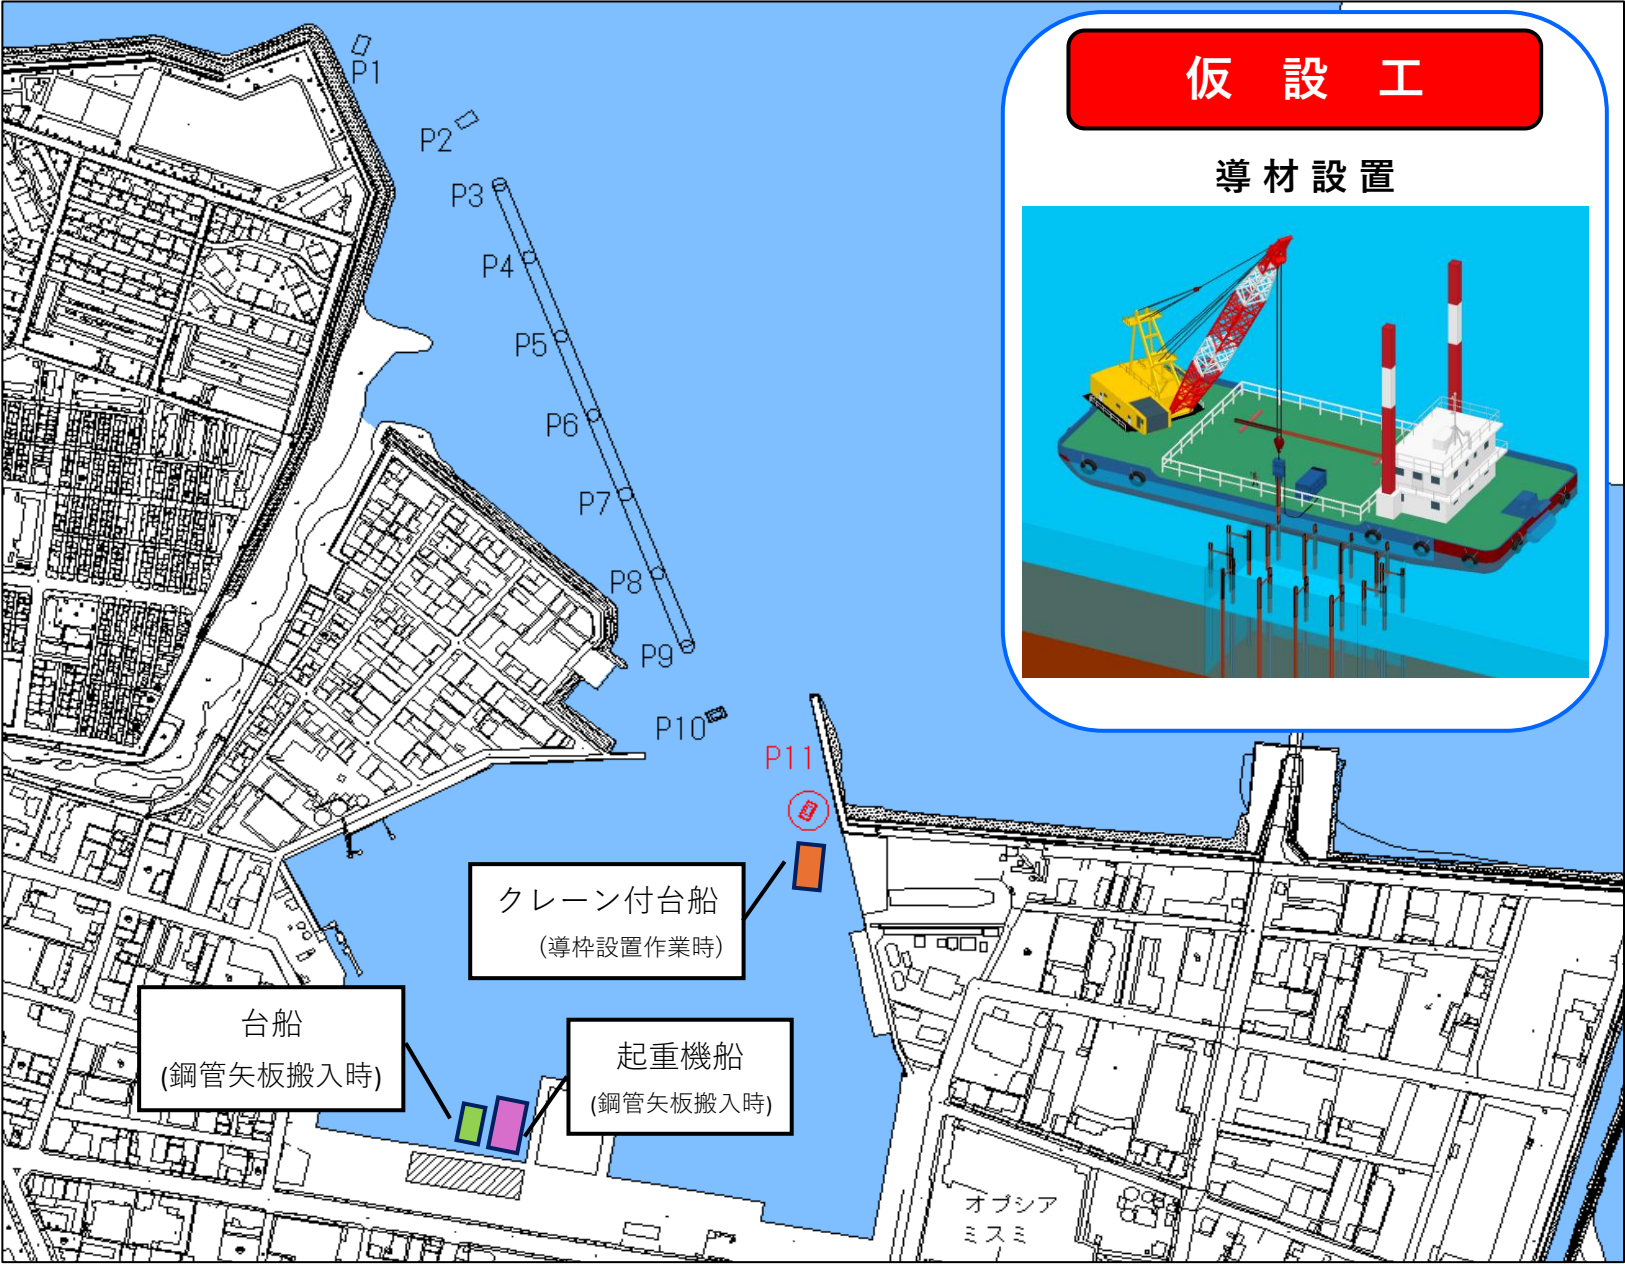 仮設工
導材設置
P1
P2
P3
P4
P5
P6
P7
P8
P9
P10
P11
クレーン付台船
(導枠設置作業時)
台船
(鋼管矢板搬入時)
起重機船
(鋼管矢板搬入時)
オプシア
ミスミ